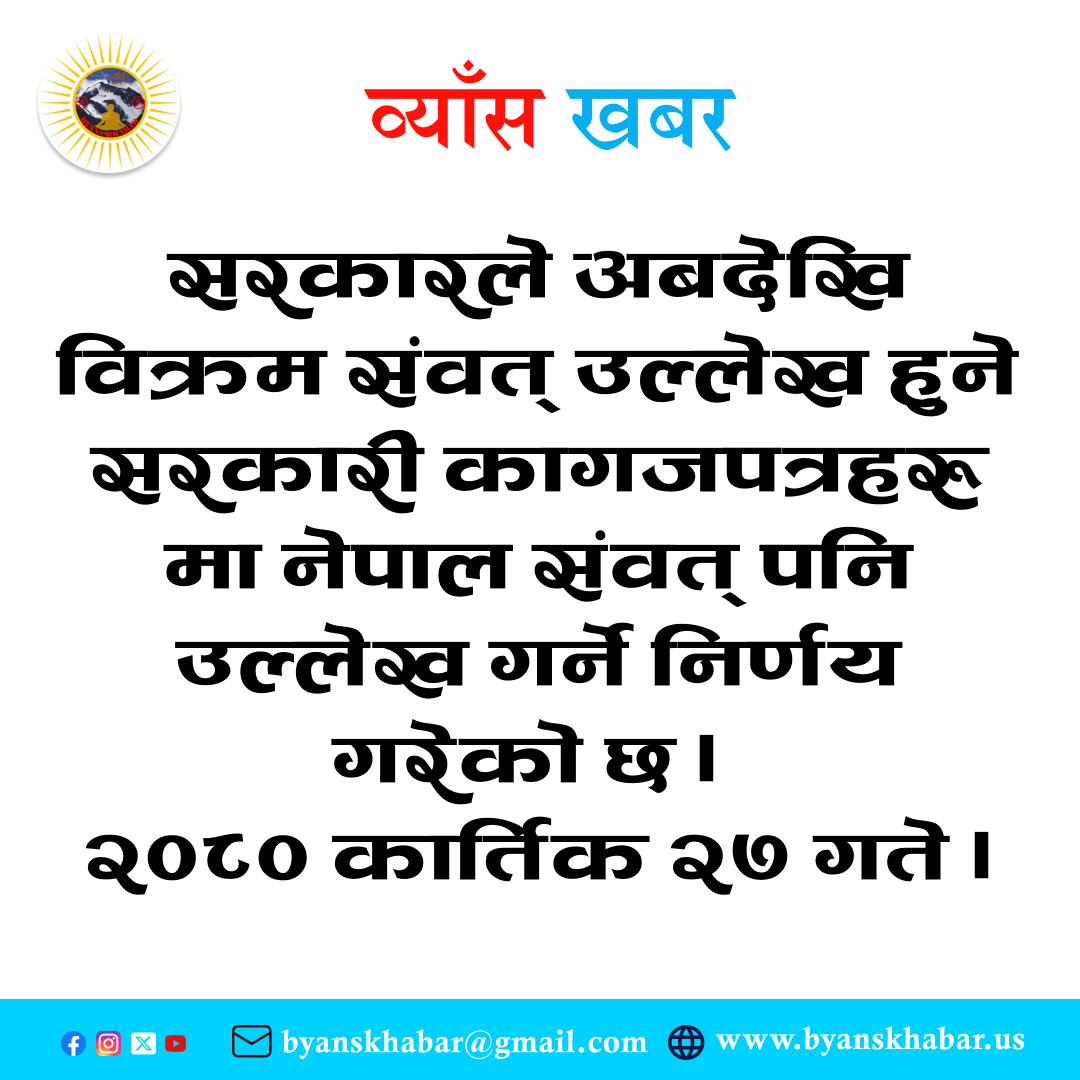 व्याँस खबर
सरकारले अबदेखि
विक्रम संवत् उल्लेख हुने
सरकारी कागजपत्रहरू
मा नेपाल संवत् पनि
उल्लेख गर्ने निर्णय
गरेको छ ।
२०८० कार्तिक २७ गते ।
byanskhabar@gmail.com www.byanskhabar.us